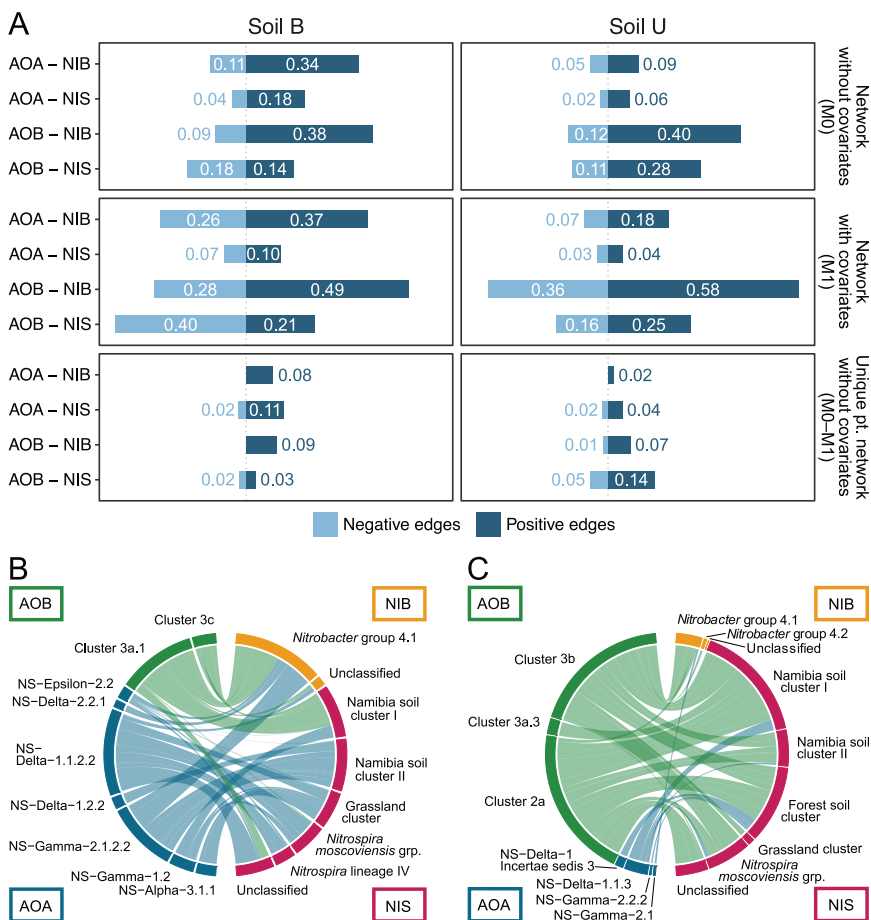 A
Soil B
Soil U
AOA – NIB
0.11
0.34
0.05
0.09
AOA – NIS
0.04
0.18
0.02
0.06
AOB – NIB
0.09
0.38
0.12
0.40
AOB – NIS
0.18
0.14
0.11
0.28
Network
without covariates
(M0)
AOA – NIB
0.26
0.37
0.07
0.18
AOA – NIS
0.07
0.10
0.03
0.04
AOB – NIB
0.28
0.49
0.36
0.58
AOB – NIS
0.40
0.21
0.16
0.25
Network
with covariates
(M1)
AOA – NIB
0.08
0.02
AOA – NIS
0.02
0.11
0.02
0.04
AOB – NIB
0.09
0.01
0.07
AOB – NIS
0.02
0.03
0.05
0.14
Unique pt. network
without covariates
(M0–M1)
Negative edges
Positive edges
B
AOB
NIB
Cluster 3c
Cluster 3a.1
NS–Epsilon–2.2
NS–Delta–2.2.1
NS–
Delta–1.1.2.2
NS–Delta–1.2.2
NS–Gamma–2.1.2.2
NS–Gamma–1.2
NS–Alpha–3.1.1
Nitrobacter group 4.1
Unclassified
Namibia soil
cluster I
Namibia soil
cluster II
Grassland
cluster
Nitrospira
moscoviensis grp.
Nitrospira lineage IV
Unclassified
AOA
NIS
C
AOB
NIB
Nitrobacter group 4.1
Nitrobacter group 4.2
Unclassified
Cluster 3b
Cluster 3a.3
Cluster 2a
NS–Delta–1
Incertae sedis 3
NS–Delta–1.1.3
NS–Gamma–2.2.2
NS–Gamma–2.1
Namibia soil
cluster I
Namibia soil
cluster II
Forest soil
cluster
Grassland cluster
Nitrospira
moscoviensis grp.
Unclassified
AOA
NIS